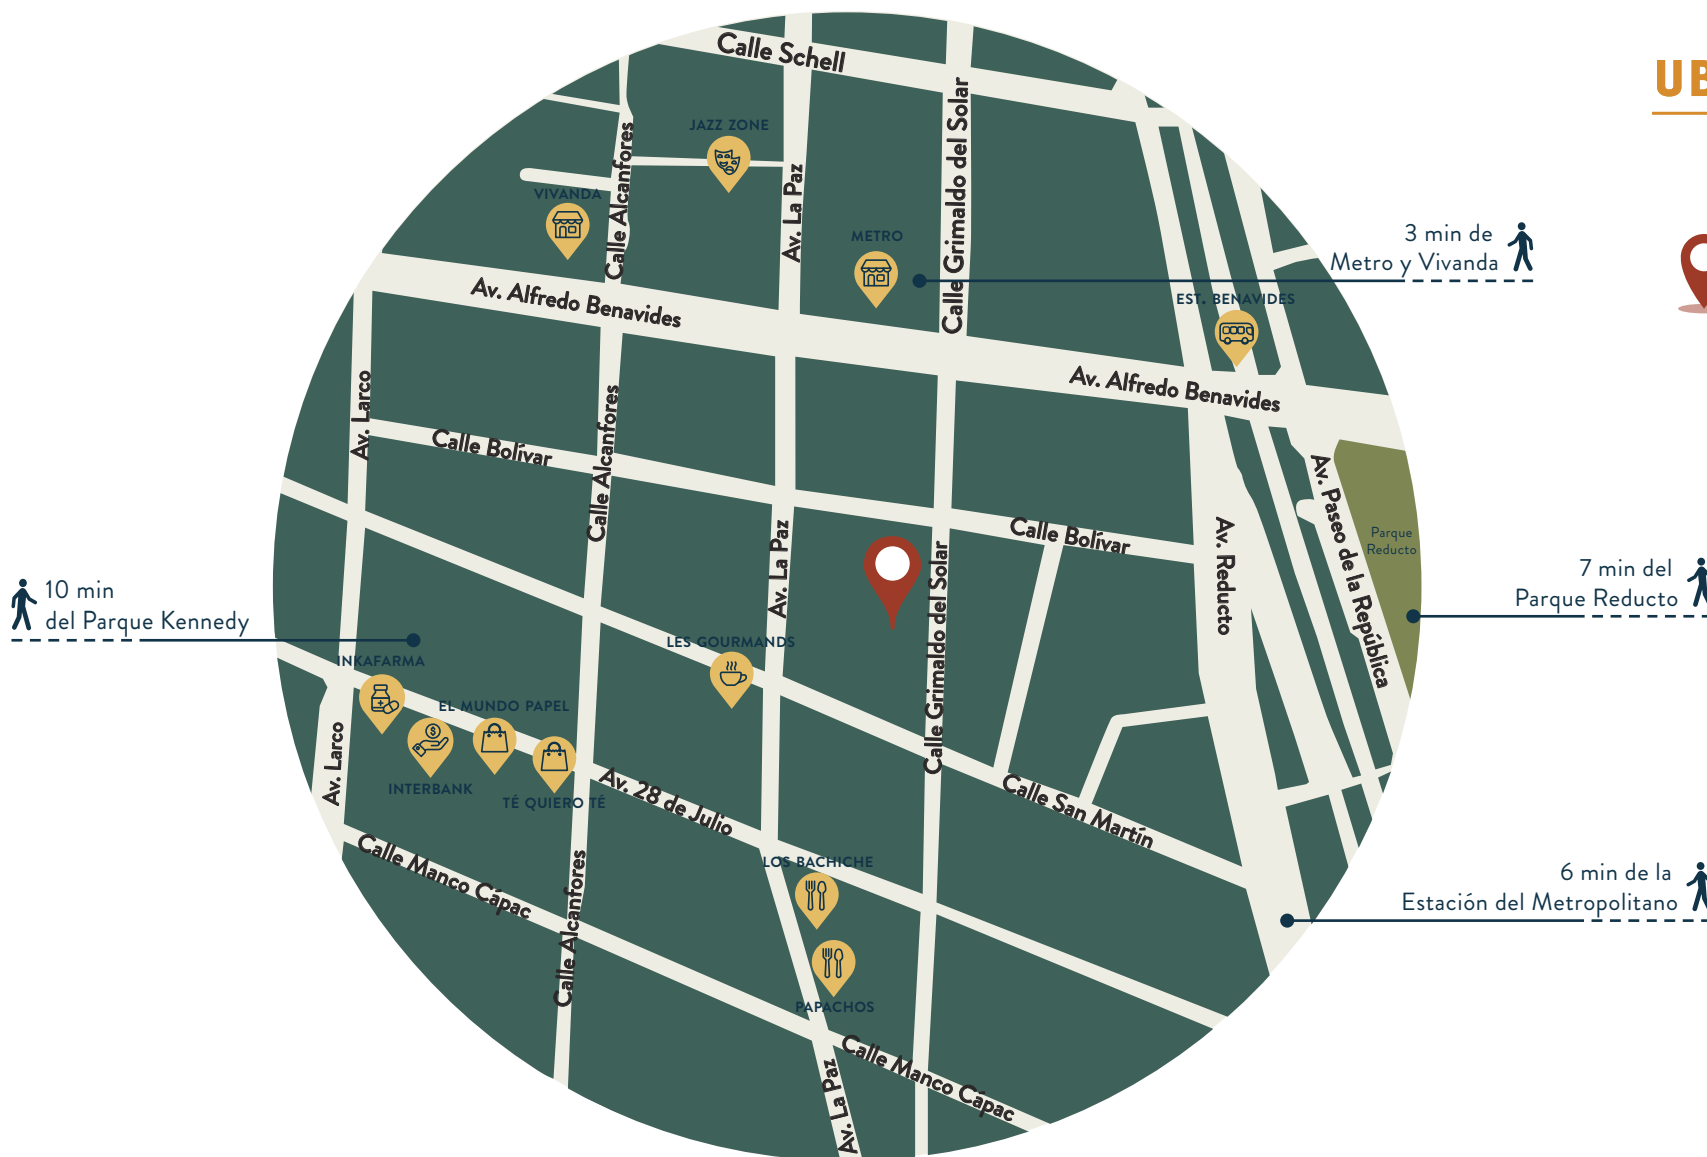 Calle Schell
UB
JAZZ ZONE
Calle Alcanfores
Av. La Paz
Calle Grimaldo del Solar
VIVANDA
METRO
3 min de
Metro y Vivanda
EST. BENAVIDES
Av. Alfredo Benavides
Av. Alfredo Benavides
Av. Larco
Calle Bolívar
Calle Alcanfores
Av. La Paz
Calle Grimaldo del Solar
Calle Bolívar
Av. Reducto
Av. Paseo de la República
Parque
Reducto
7 min del
Parque Reducto
10 min
del Parque Kennedy
LES GOURMANDS
INKAFARMA
EL MUNDO PAPEL
INTERBANK
TÉ QUIERO TÉ
Av. Larco
Av. 28 de Julio
Calle San Martín
Calle Manco Cápac
Calle Alcanfores
LOS BACHICHE
6 min de la
Estación del Metropolitano
PAPACHOS
Calle Manco Cápac
Av. La Paz